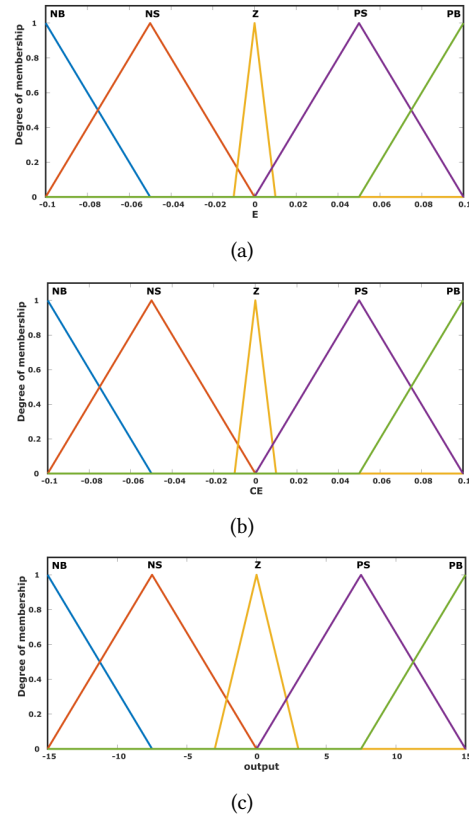 NB NS Z PS PB
1
0.8
0.6
0.4
0.2
0
Degree of membership
-0.1 -0.08 -0.06 -0.04 -0.02 0 0.02 0.04 0.06 0.08 0.1
E
(a)
NB NS Z PS PB
1
0.8
0.6
0.4
0.2
0
Degree of membership
-0.1 -0.08 -0.06 -0.04 -0.02 0 0.02 0.04 0.06 0.08 0.1
CE
(b)
NB NS Z PS PB
1
0.8
0.6
0.4
0.2
0
Degree of membership
-15 -10 -5 0 5 10 15
output
(c)